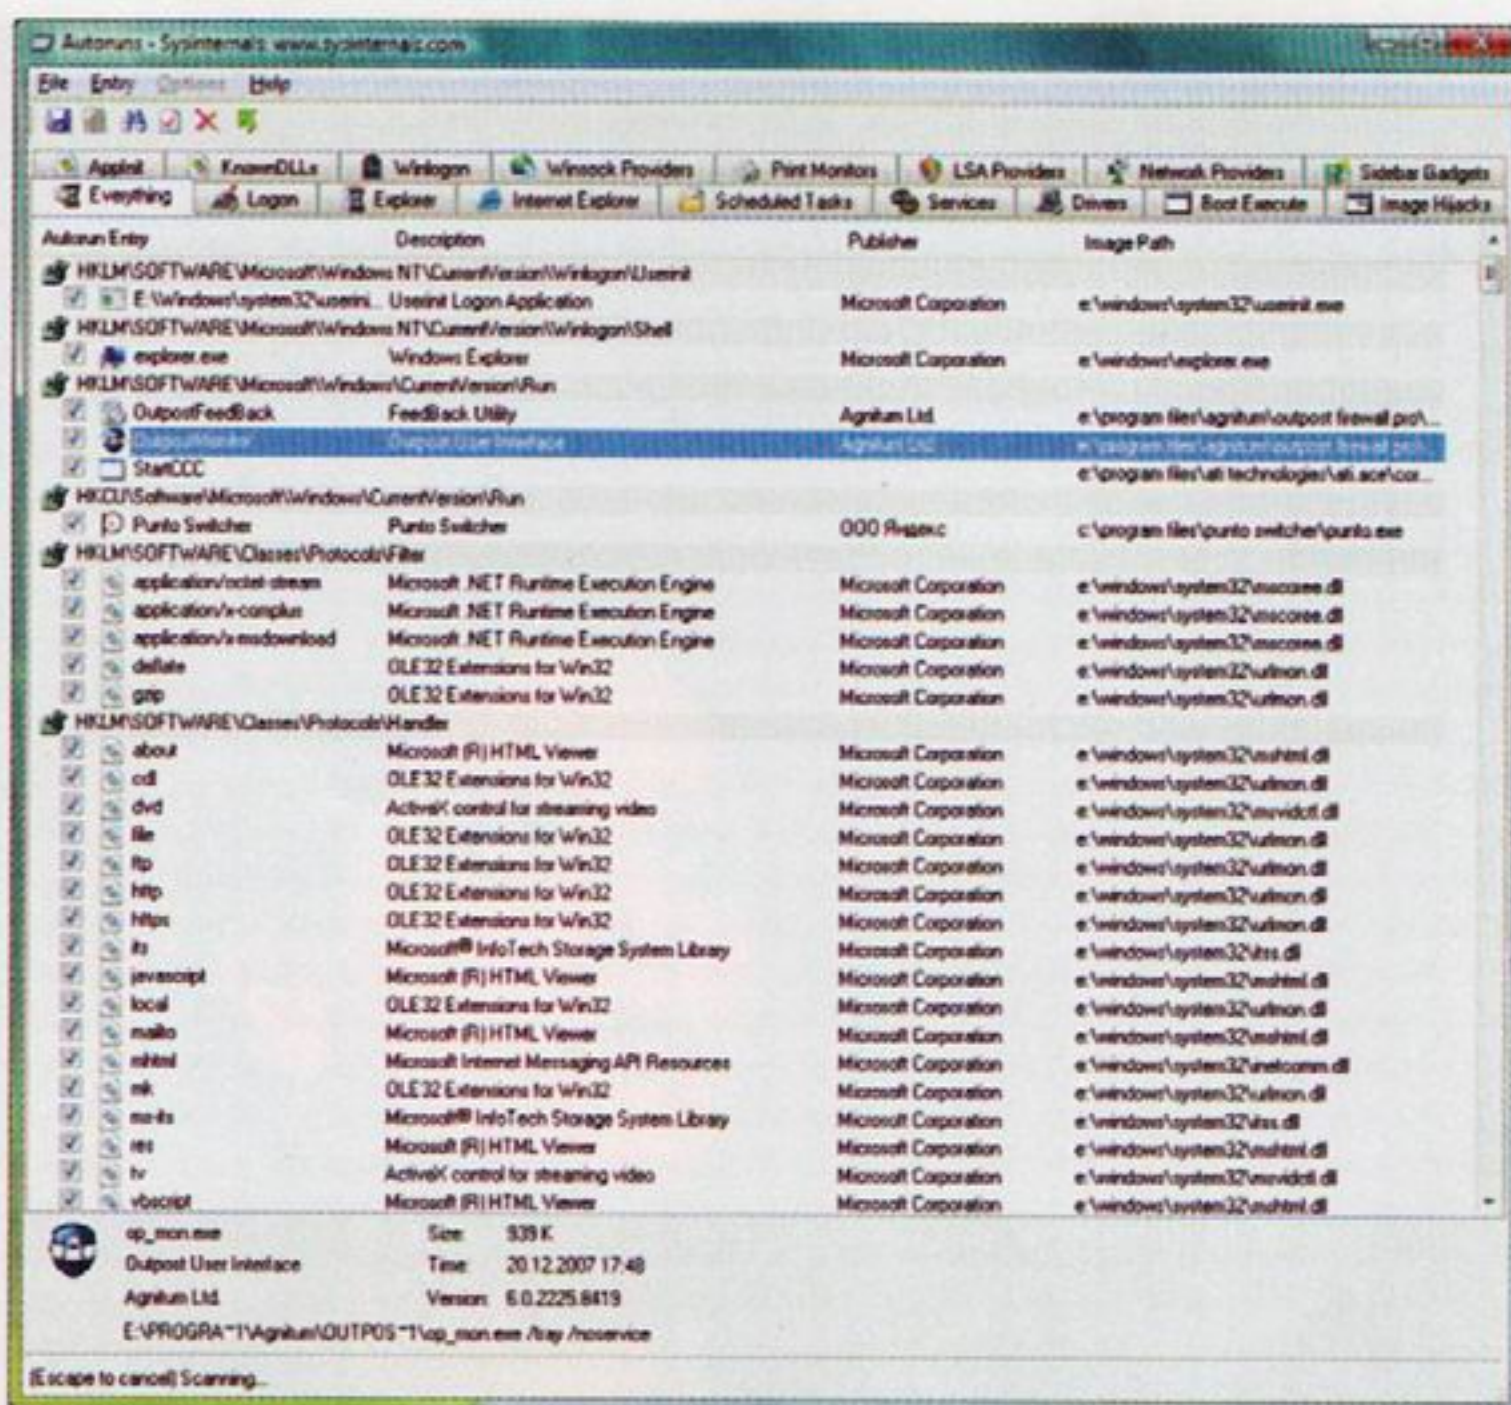 Autoruns - Sysinternals: www.sysinternals.com
File Entry Options Help
AppInit KnownDLLs Winlogon Winsock Providers Print Monitors LSA Providers Network Providers Sidebar Gadgets
Everything Logon Explorer Internet Explorer Scheduled Tasks Services Drivers Boot Execute Image Hijacks
Autorun Entry Description Publisher Image Path
HKLM\SOFTWARE\Microsoft\Windows NT\CurrentVersion\Winlogon\Userinit
E:\Windows\system32\userini... Userinit Logon Application Microsoft Corporation e:\windows\system32\userinit.exe
HKLM\SOFTWARE\Microsoft\Windows NT\CurrentVersion\Winlogon\Shell
explorer.exe Windows Explorer Microsoft Corporation e:\windows\explorer.exe
HKLM\SOFTWARE\Microsoft\Windows\CurrentVersion\Run
OutpostFeedBack FeedBack Utility Agnitum Ltd. e:\program files\agnitum\outpost firewall pro\...
OutpostMonitor Outpost User Interface Agnitum Ltd. e:\program files\agnitum\outpost firewall pro\...
StartCCC e:\program files\ati technologies\ati.ace\cor...
HKCU\Software\Microsoft\Windows\CurrentVersion\Run
Punto Switcher Punto Switcher ООО Яндекс c:\program files\punto switcher\punto.exe
HKLM\SOFTWARE\Classes\Protocols\Filter
application/octet-stream Microsoft .NET Runtime Execution Engine Microsoft Corporation e:\windows\system32\mscoree.dll
application/x-complus Microsoft .NET Runtime Execution Engine Microsoft Corporation e:\windows\system32\mscoree.dll
application/x-msdownload Microsoft .NET Runtime Execution Engine Microsoft Corporation e:\windows\system32\mscoree.dll
deflate OLE32 Extensions for Win32 Microsoft Corporation e:\windows\system32\urlmon.dll
gzip OLE32 Extensions for Win32 Microsoft Corporation e:\windows\system32\urlmon.dll
HKLM\SOFTWARE\Classes\Protocols\Handler
about Microsoft (R) HTML Viewer Microsoft Corporation e:\windows\system32\mshtml.dll
cdl OLE32 Extensions for Win32 Microsoft Corporation e:\windows\system32\urlmon.dll
dvd ActiveX control for streaming video Microsoft Corporation e:\windows\system32\msvidctl.dll
file OLE32 Extensions for Win32 Microsoft Corporation e:\windows\system32\urlmon.dll
ftp OLE32 Extensions for Win32 Microsoft Corporation e:\windows\system32\urlmon.dll
http OLE32 Extensions for Win32 Microsoft Corporation e:\windows\system32\urlmon.dll
https OLE32 Extensions for Win32 Microsoft Corporation e:\windows\system32\urlmon.dll
its Microsoft® InfoTech Storage System Library Microsoft Corporation e:\windows\system32\itss.dll
javascript Microsoft (R) HTML Viewer Microsoft Corporation e:\windows\system32\mshtml.dll
local OLE32 Extensions for Win32 Microsoft Corporation e:\windows\system32\urlmon.dll
mailto Microsoft (R) HTML Viewer Microsoft Corporation e:\windows\system32\mshtml.dll
mhtml Microsoft Internet Messaging API Resources Microsoft Corporation e:\windows\system32\inetcomm.dll
mk OLE32 Extensions for Win32 Microsoft Corporation e:\windows\system32\urlmon.dll
ms-its Microsoft® InfoTech Storage System Library Microsoft Corporation e:\windows\system32\itss.dll
res Microsoft (R) HTML Viewer Microsoft Corporation e:\windows\system32\mshtml.dll
tv ActiveX control for streaming video Microsoft Corporation e:\windows\system32\msvidctl.dll
vbscript Microsoft (R) HTML Viewer Microsoft Corporation e:\windows\system32\mshtml.dll
op_mon.exe Size: 939 K
Outpost User Interface Time: 20.12.2007 17:48
Agnitum Ltd. Version: 6.0.2225.8419
E:\PROGRA~1\Agnitum\OUTPOS~1\op_mon.exe /tray /noservice
(Escape to cancel) Scanning...